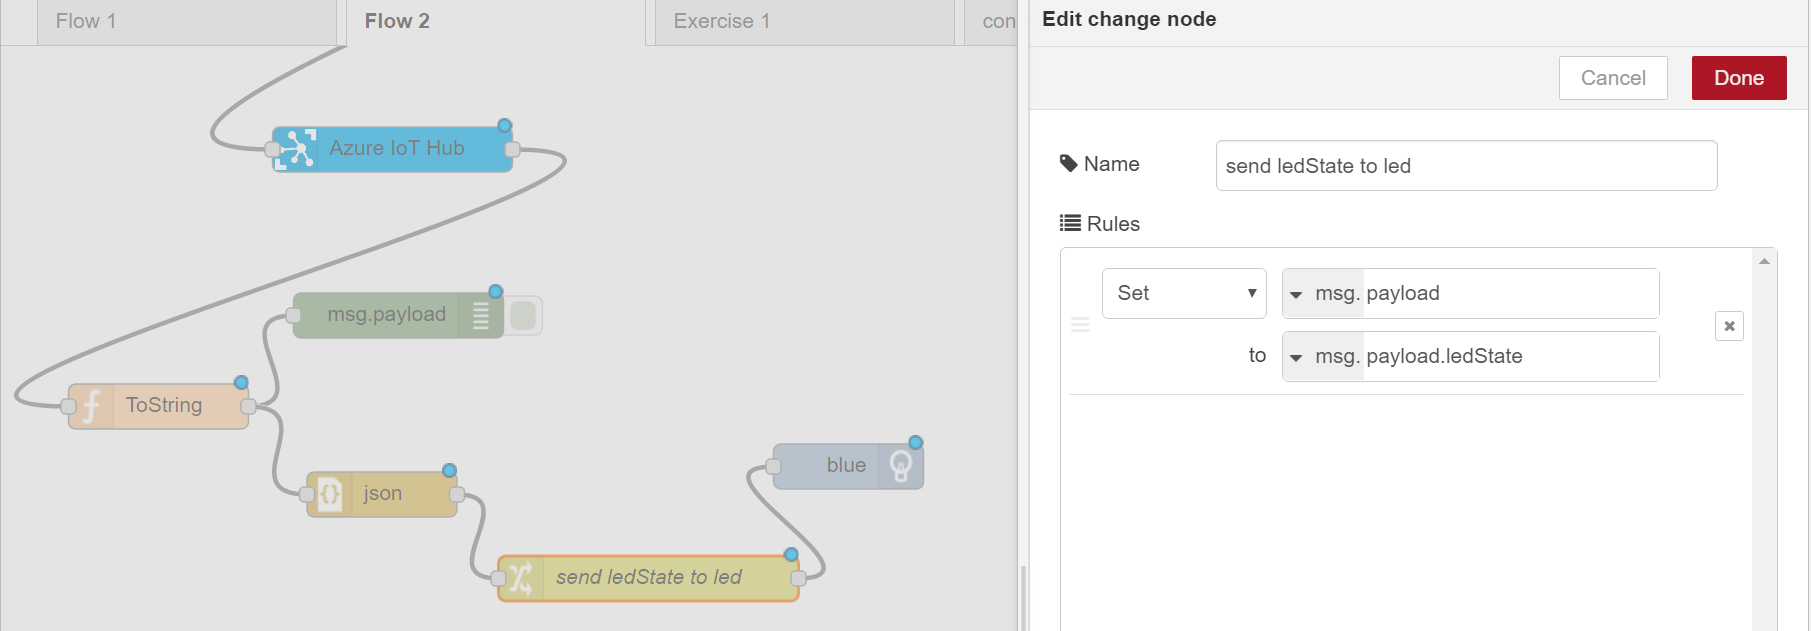 Flow 1
Flow 2
Exercise 1
con
Azure IoT Hub
msg.payload
ToString
json
blue
send ledState to led
Edit change node
Cancel
Done
Name
send ledState to led
Rules
Set
msg. payload
to
msg. payload.ledState